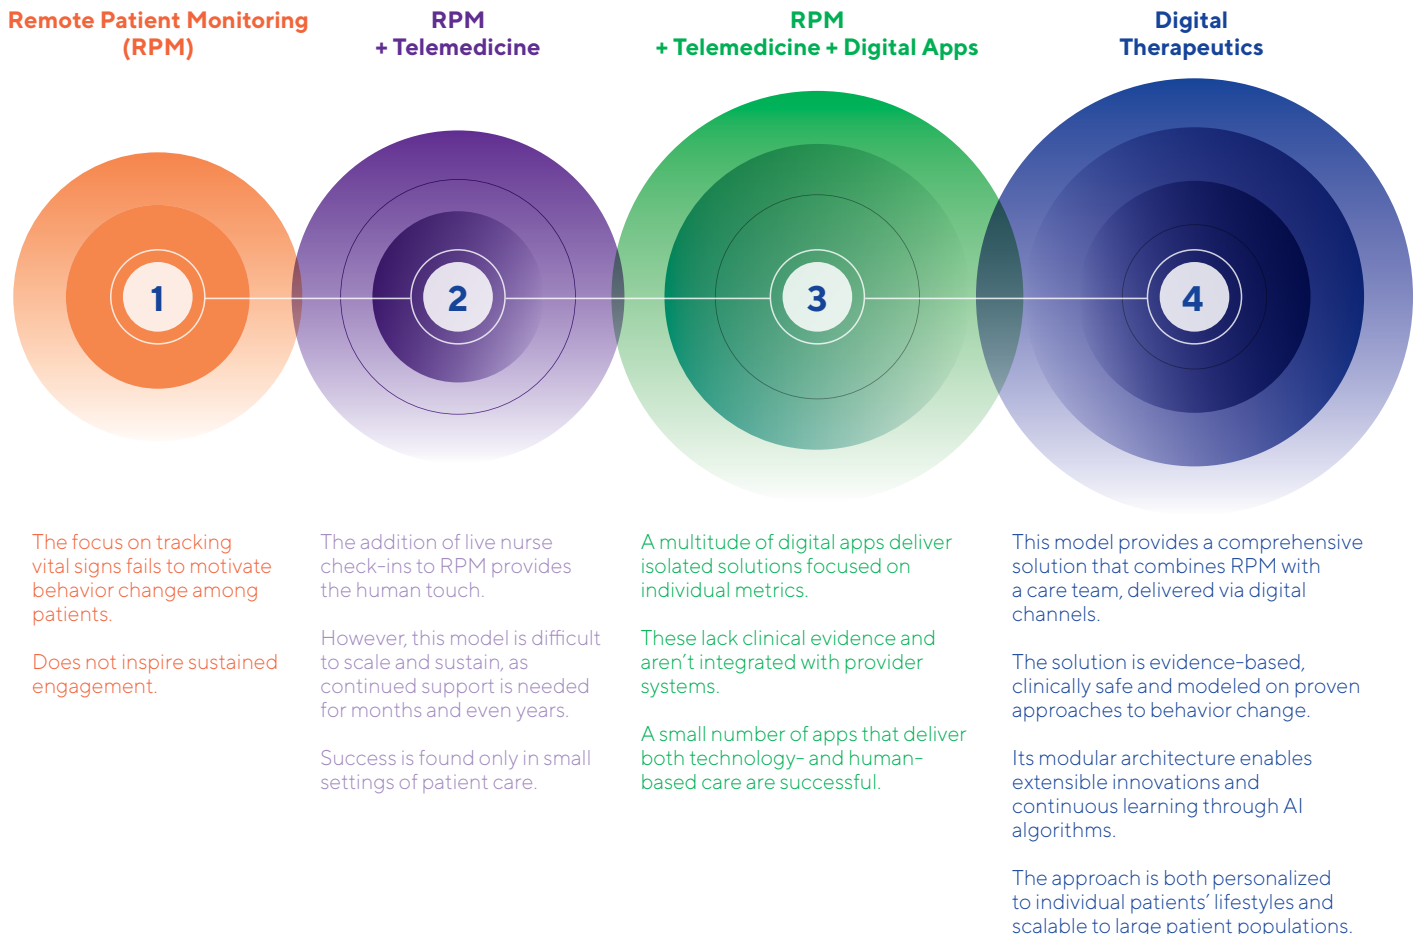 Remote Patient Monitoring
(RPM)
RPM
+ Telemedicine
RPM
+ Telemedicine + Digital Apps
Digital
Therapeutics
1
2
3
4
The focus on tracking
vital signs fails to motivate
behavior change among
patients.
Does not inspire sustained
engagement.
The addition of live nurse
check-ins to RPM provides
the human touch.
However, this model is difficult
to scale and sustain, as
continued support is needed
for months and even years.
Success is found only in small
settings of patient care.
A multitude of digital apps deliver
isolated solutions focused on
individual metrics.
These lack clinical evidence and
aren't integrated with provider
systems.
A small number of apps that deliver
both technology- and human-
based care are successful.
This model provides a comprehensive
solution that combines RPM with
a care team, delivered via digital
channels.
The solution is evidence-based,
clinically safe and modeled on proven
approaches to behavior change.
Its modular architecture enables
extensible innovations and
continuous learning through AI
algorithms.
The approach is both personalized
to individual patients' lifestyles and
scalable to large patient populations.